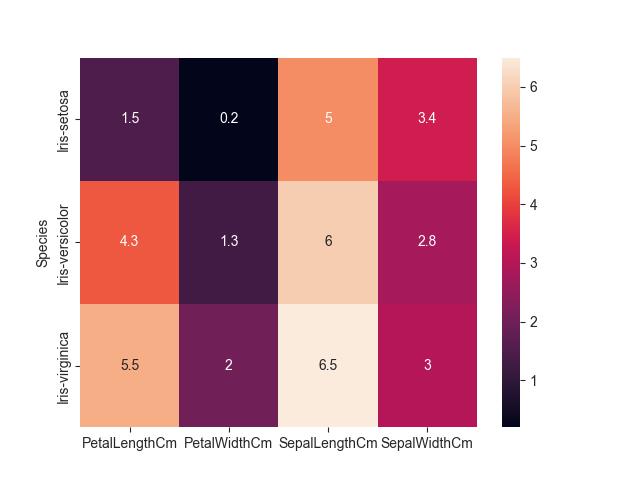 Species
Iris-setosa
1.5 0.2 5 3.4
Iris-versicolor
4.3 1.3 6 2.8
Iris-virginica
5.5 2 6.5 3
PetalLengthCm PetalWidthCm SepalLengthCm SepalWidthCm
6
5
4
3
2
1